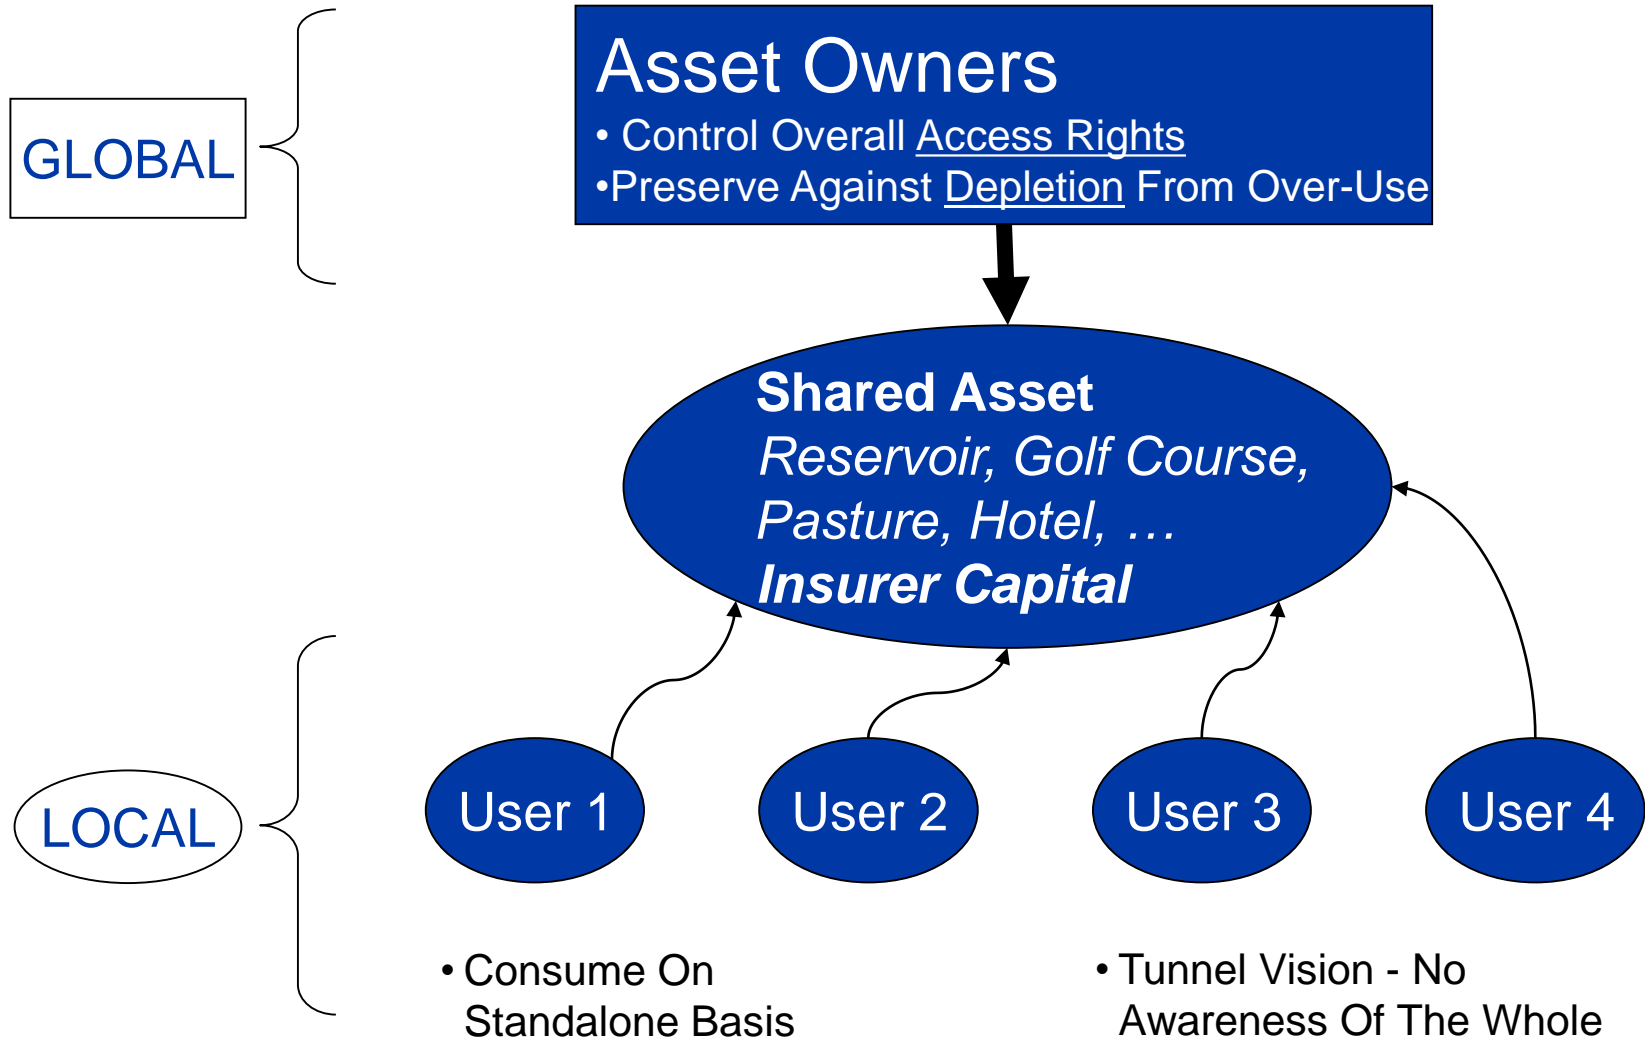 Asset Owners
• Control Overall Access Rights
•Preserve Against Depletion From Over-Use
GLOBAL
Shared Asset
Reservoir, Golf Course,
Pasture, Hotel, …
Insurer Capital
LOCAL
User 1
User 2
User 3
User 4
• Consume On
Standalone Basis
• Tunnel Vision - No
Awareness Of The Whole